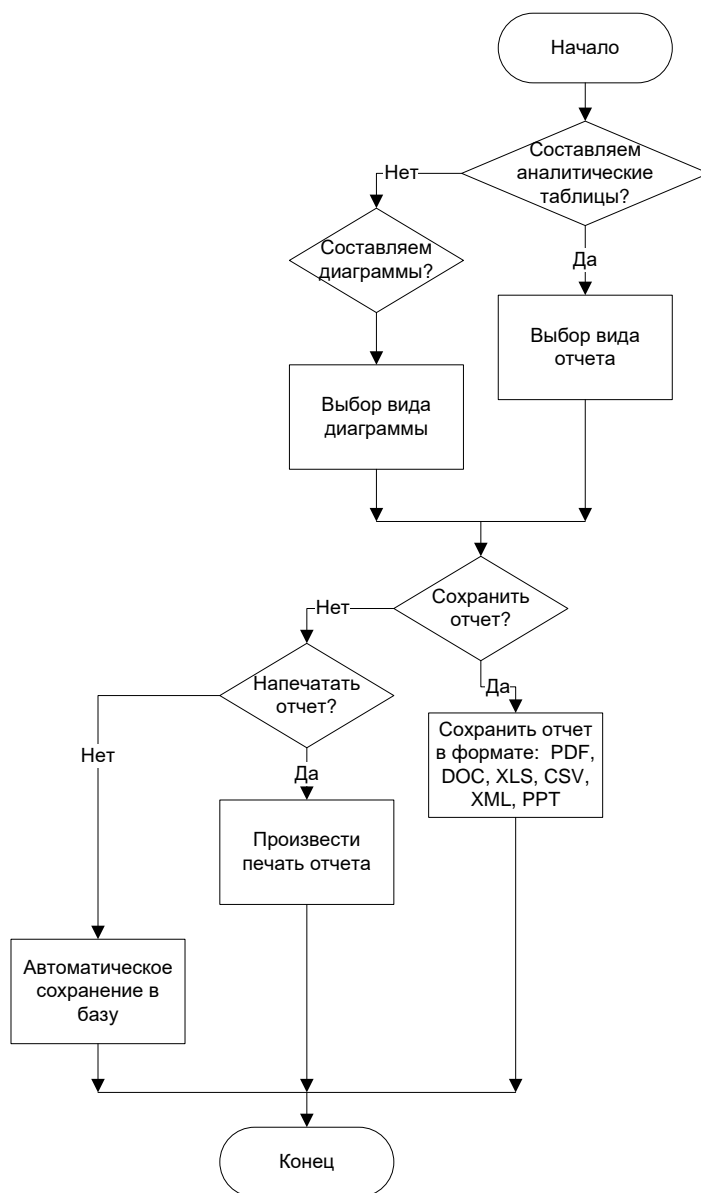 Начало
Составляем
аналитические
таблицы?
Нет
Составляем
диаграммы?
Да
Выбор вида
отчета
Выбор вида
диаграммы
Сохранить
отчет?
Нет
Напечатать
отчет?
Да
Сохранить отчет
в формате: PDF,
DOC, XLS, CSV,
XML, PPT
Нет
Да
Произвести
печать отчета
Автоматическое
сохранение в
базу
Конец